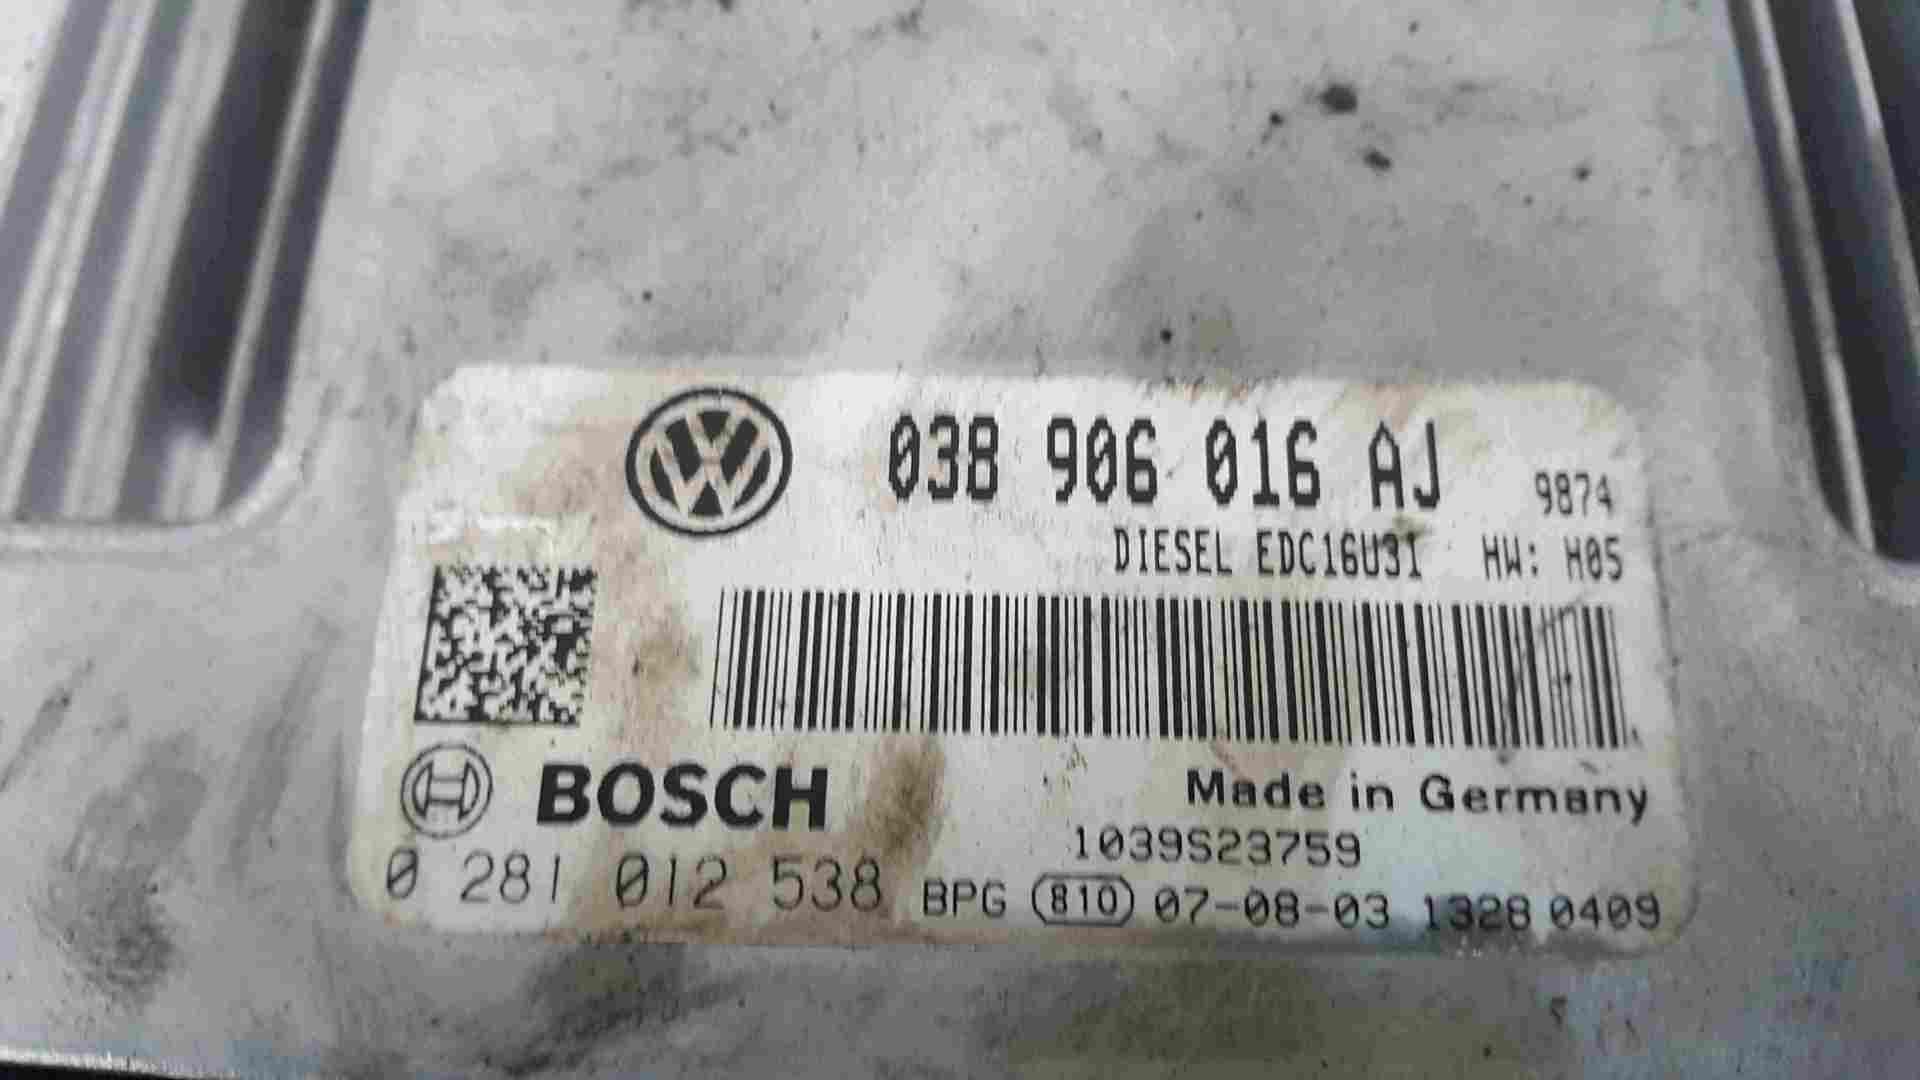 038 906 016 AJ 9874
DIESEL EDC16U31 HW: H05
BOSCH
Made in Germany
1039S23759
0 281 012 538 BPG 810 07-08-03 1328 0409